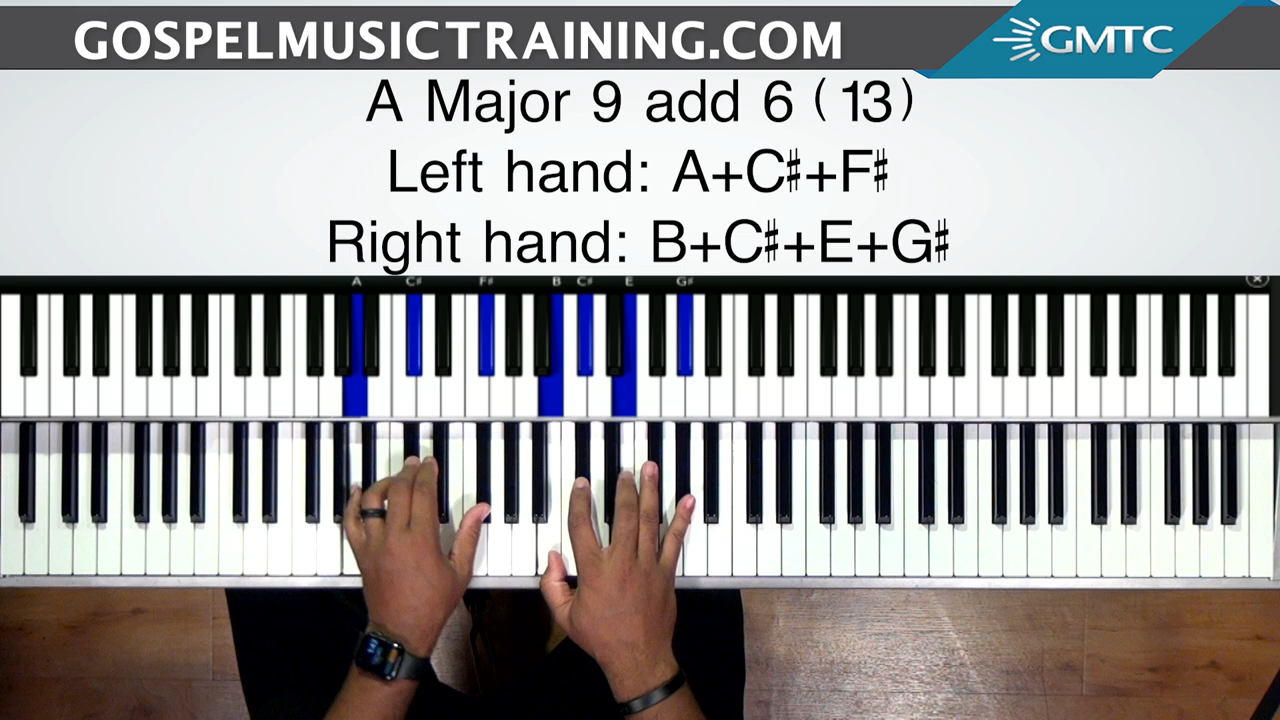 GOSPELMUSICTRAINING.COM
GMTC
A Major 9 add 6 (13)
Left hand: A+C♯+F♯
Right hand: B+C♯+E+G♯
A C♯ F♯ B C♯ E G♯